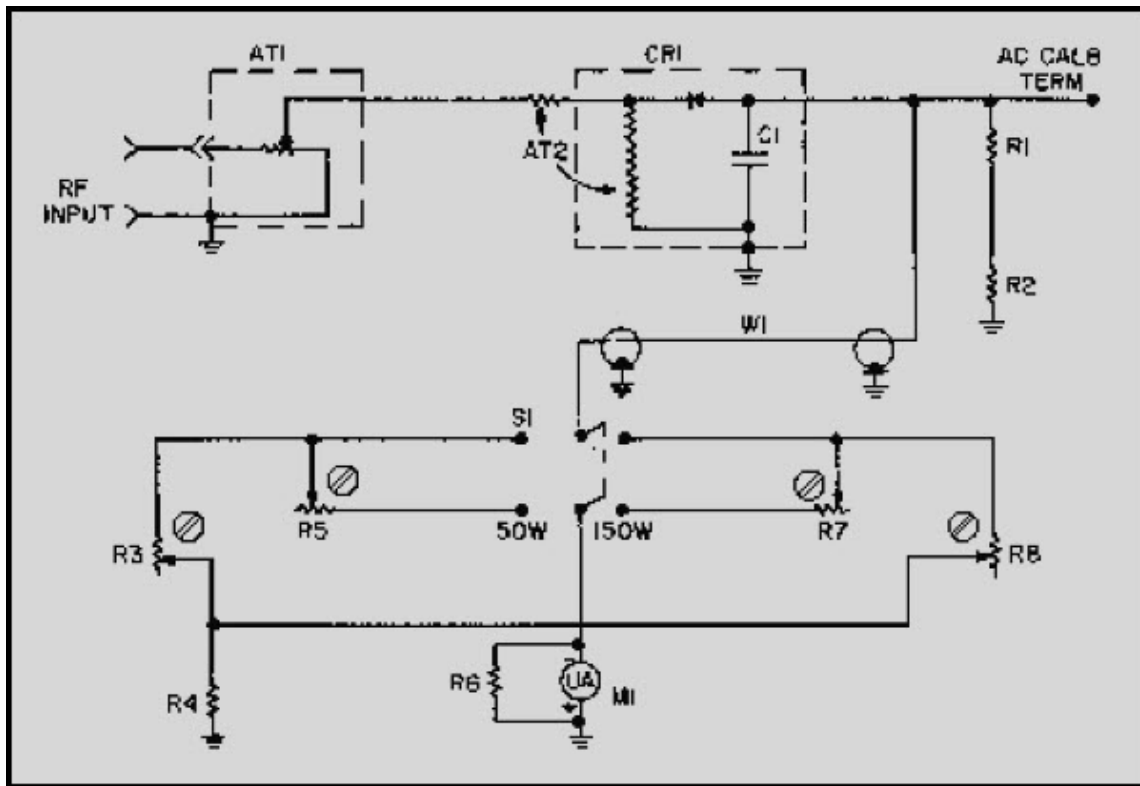 AT1
CR1
AC CALB
TERM
C1
R1
AT2
RF
INPUT
R2
W1
S1
R5
50W
150W
R7
R3
R8
R6
UA
M1
R4